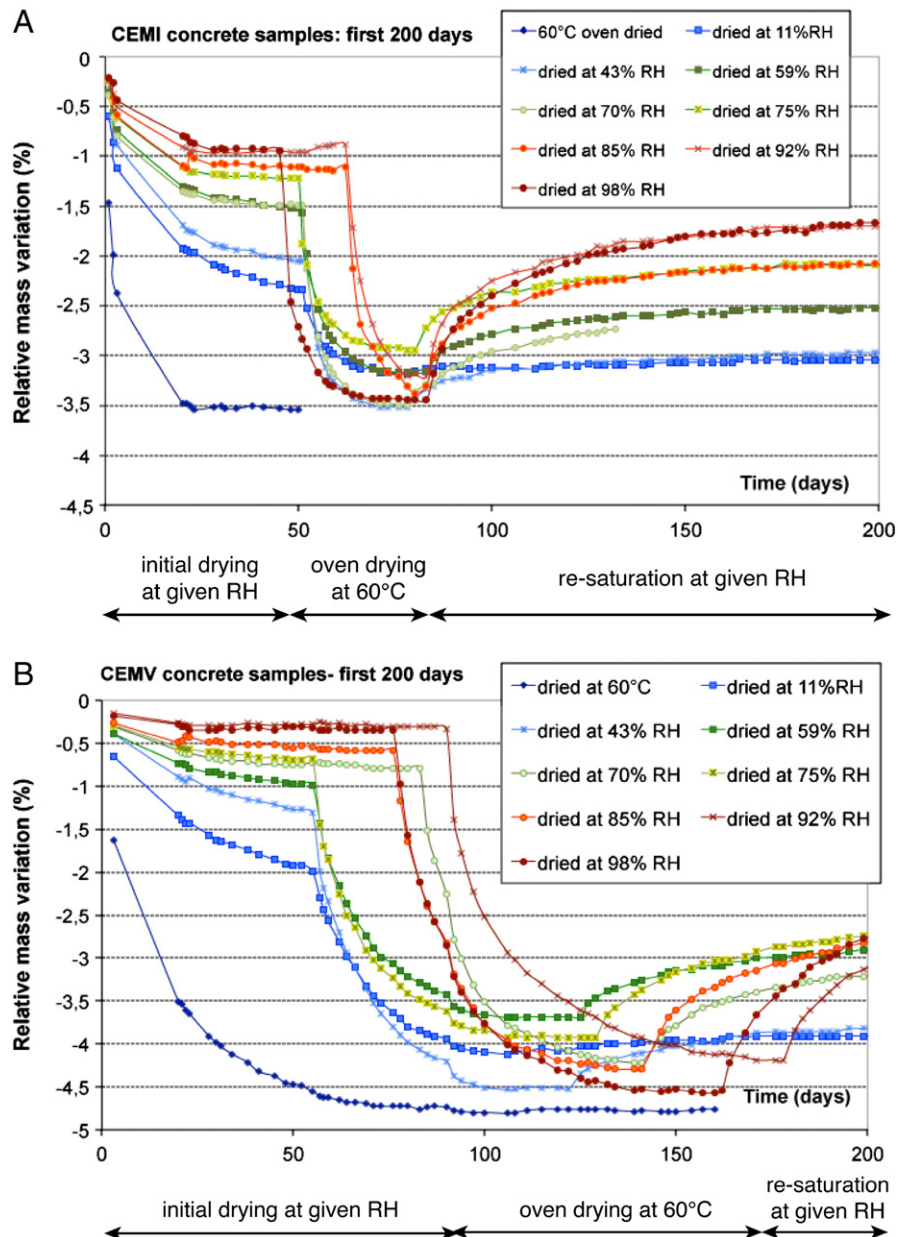 A
CEMI concrete samples: first 200 days
60°C oven dried
dried at 11%RH
dried at 43% RH
dried at 59% RH
dried at 70% RH
dried at 75% RH
dried at 85% RH
dried at 92% RH
dried at 98% RH
Relative mass variation (%)
0
-0,5
-1
-1,5
-2
-2,5
-3
-3,5
-4
-4,5
Time (days)
0
50
100
150
200
initial drying
at given RH
oven drying
at 60°C
re-saturation at given RH
B
CEMV concrete samples- first 200 days
dried at 60°C
dried at 11%RH
dried at 43% RH
dried at 59% RH
dried at 70% RH
dried at 75% RH
dried at 85% RH
dried at 92% RH
dried at 98% RH
Relative mass variation (%)
0
-0,5
-1
-1,5
-2
-2,5
-3
-3,5
-4
-4,5
-5
Time (days)
0
50
100
150
200
initial drying at given RH
oven drying at 60°C
re-saturation
at given RH